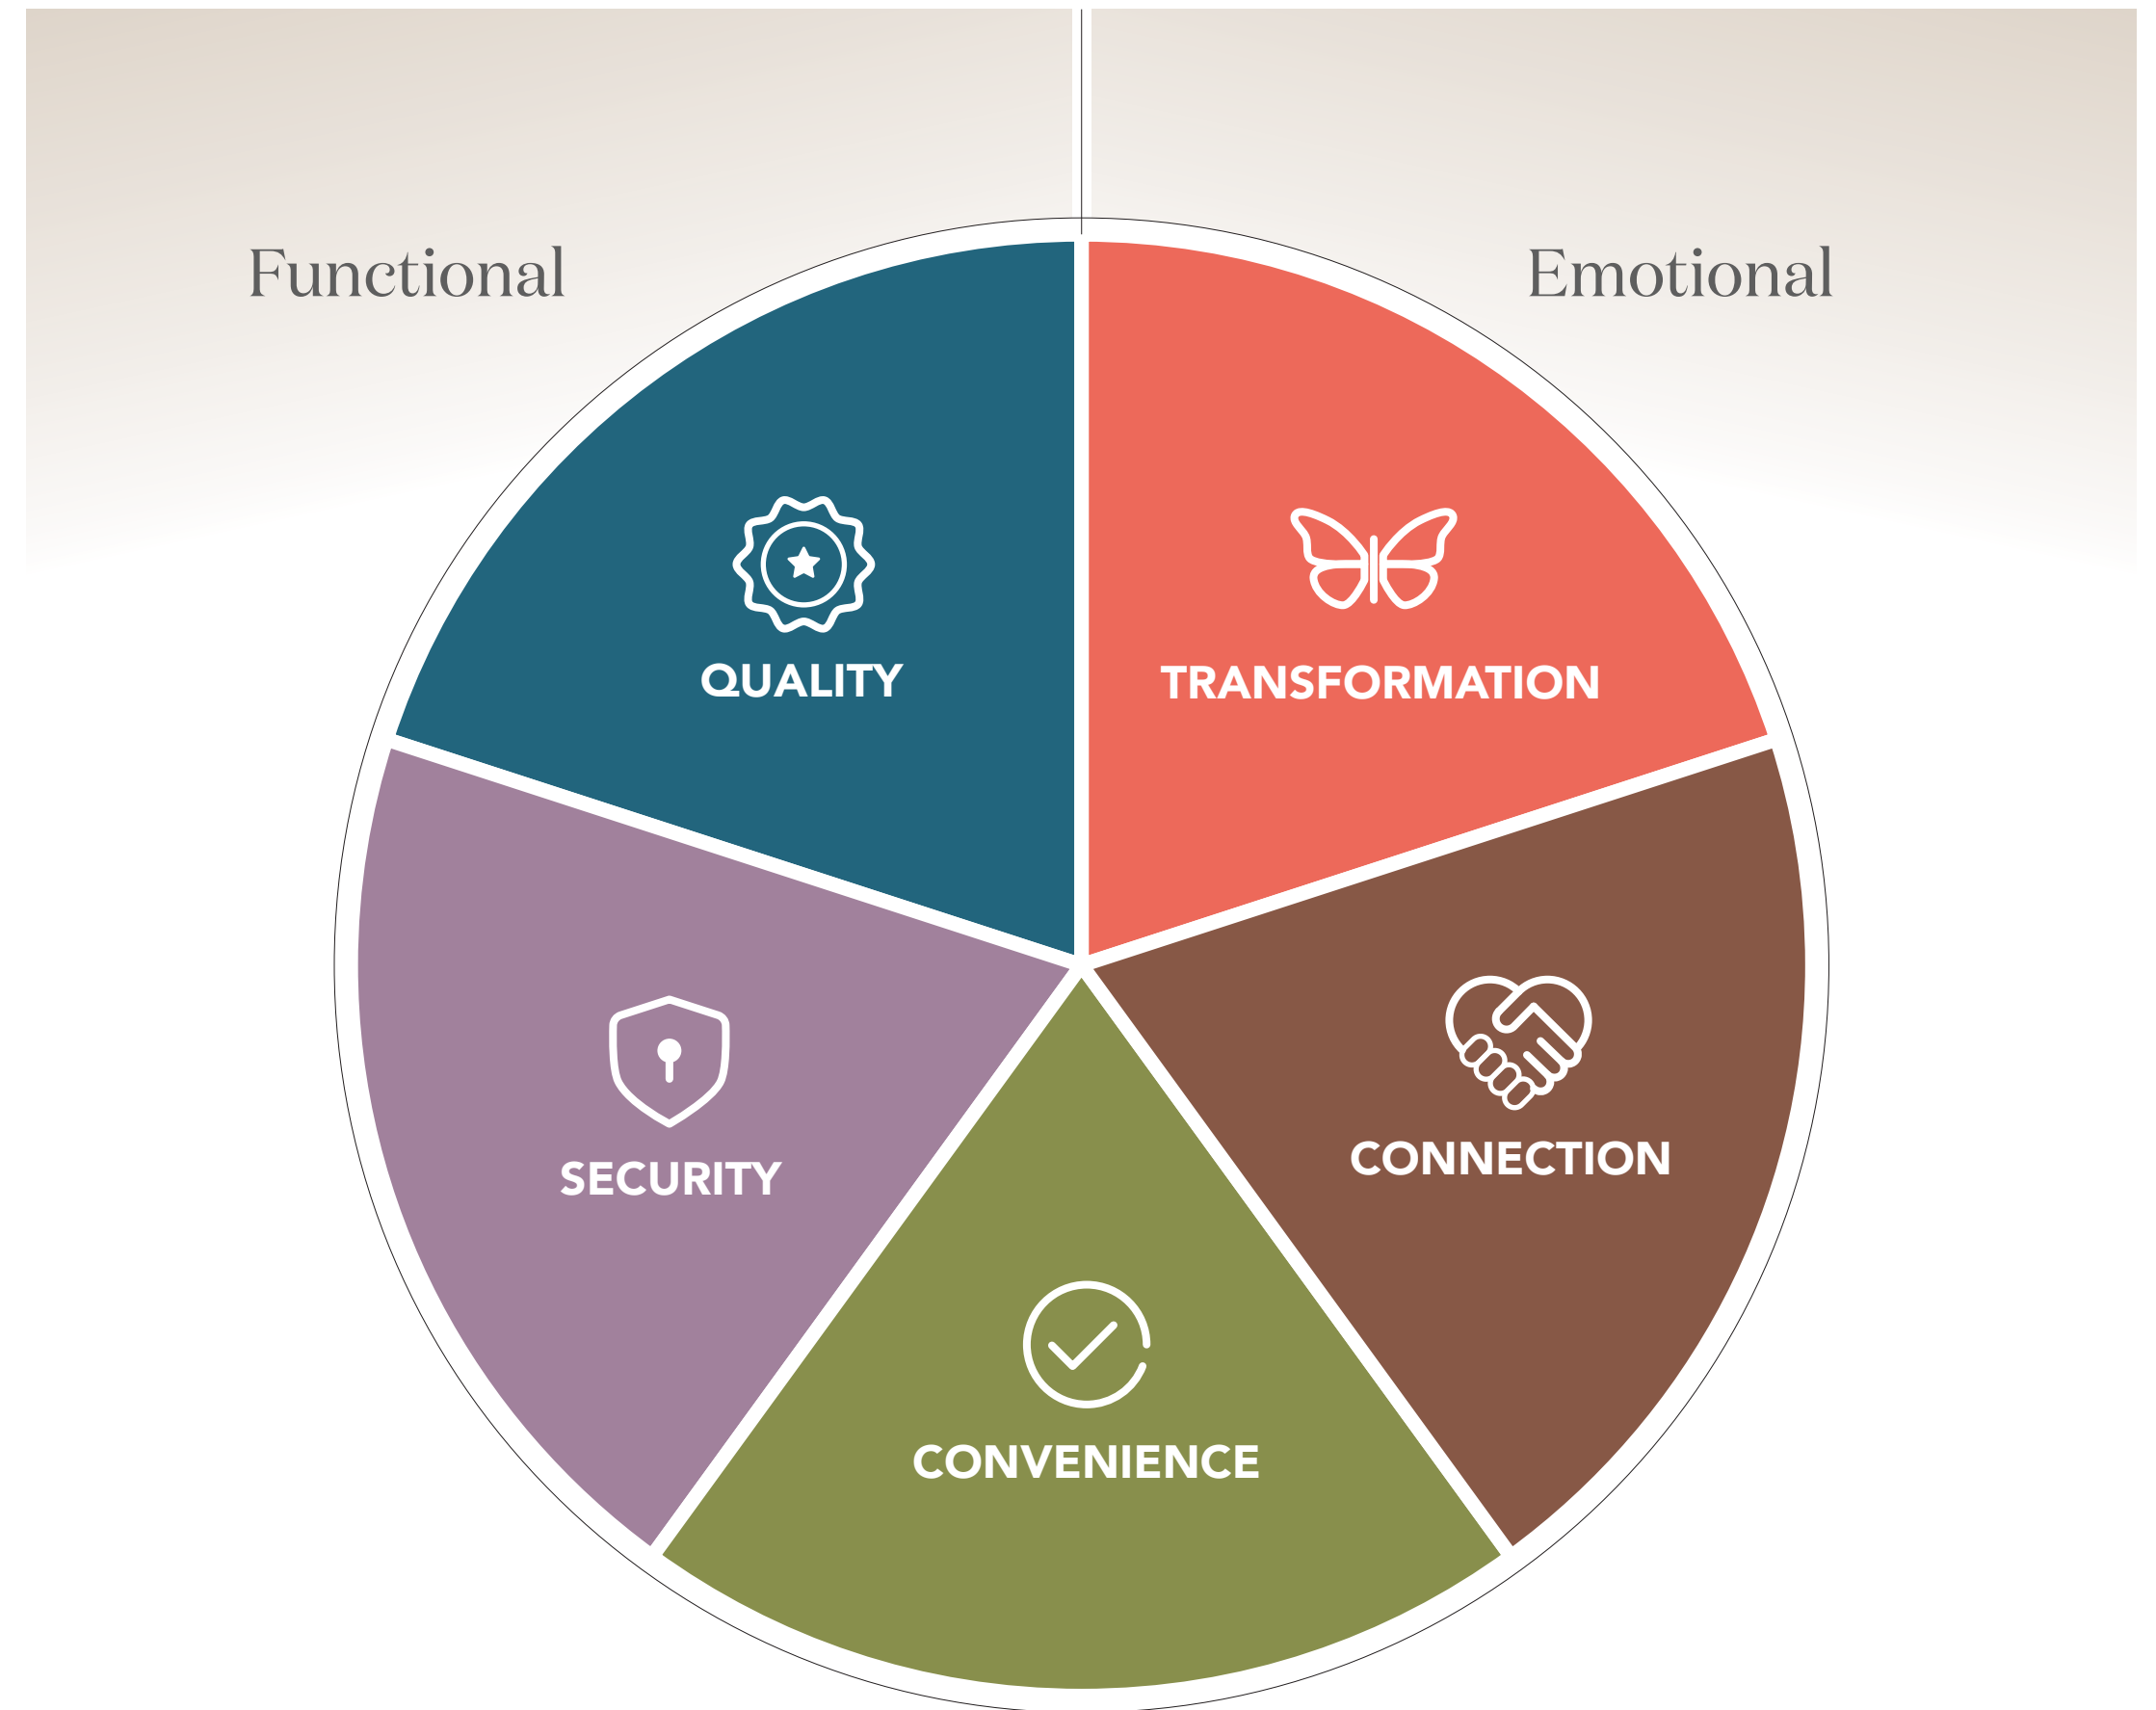 Functional
Emotional
QUALITY
TRANSFORMATION
SECURITY
CONNECTION
CONVENIENCE